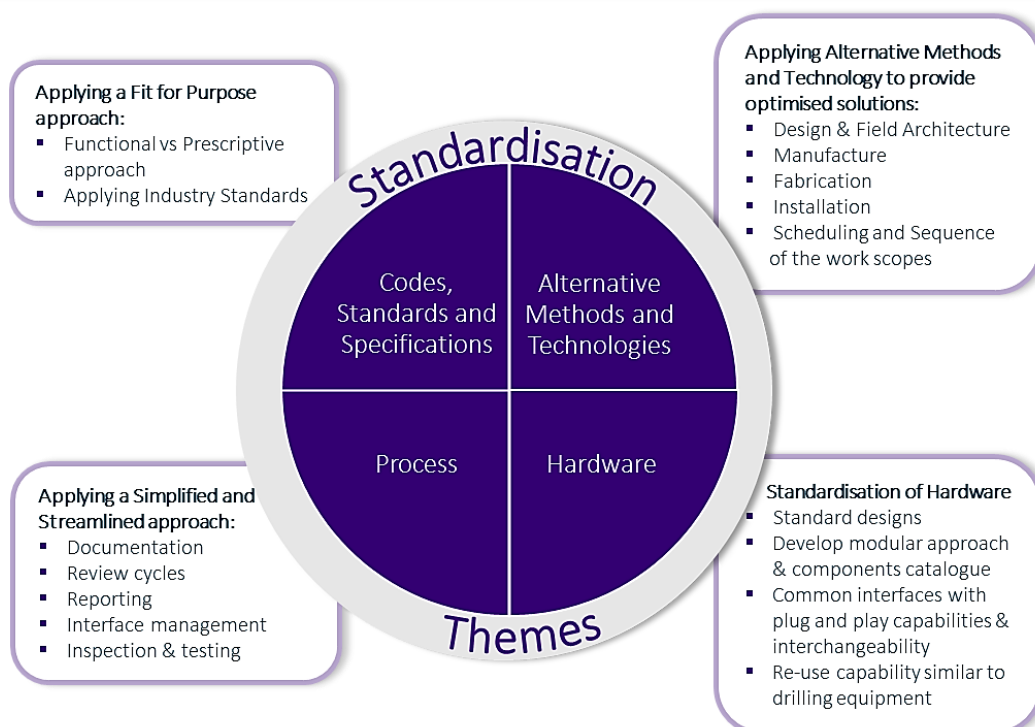 Applying a Fit for Purpose
approach:
▪ Functional vs Prescriptive
approach
▪ Applying Industry Standards
Applying Alternative Methods
and Technology to provide
optimised solutions:
▪ Design & Field Architecture
▪ Manufacture
▪ Fabrication
▪ Installation
▪ Scheduling and Sequence
of the work scopes
Standardisation
Codes,
Standards and
Specifications
Alternative
Methods and
Technologies
Process
Hardware
Themes
Applying a Simplified and
Streamlined approach:
▪ Documentation
▪ Review cycles
▪ Reporting
▪ Interface management
▪ Inspection & testing
Standardisation of Hardware
▪ Standard designs
▪ Develop modular approach
& components catalogue
▪ Common interfaces with
plug and play capabilities &
interchangeability
▪ Re-use capability similar to
drilling equipment